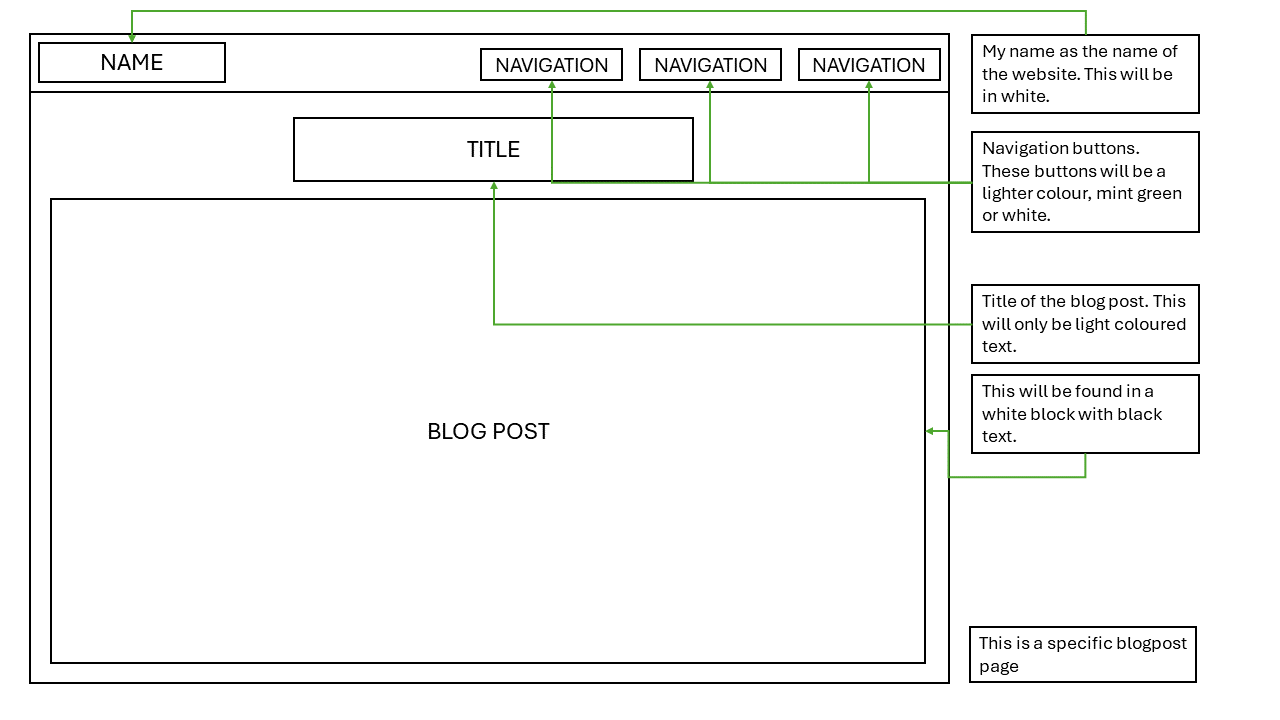 NAME
NAVIGATION
NAVIGATION
NAVIGATION
My name as the name of
the website. This will be
in white.
TITLE
Navigation buttons.
These buttons will be a
lighter colour, mint green
or white.
Title of the blog post. This
will only be light coloured
text.
BLOG POST
This will be found in a
white block with black
text.
This is a specific blogpost
page